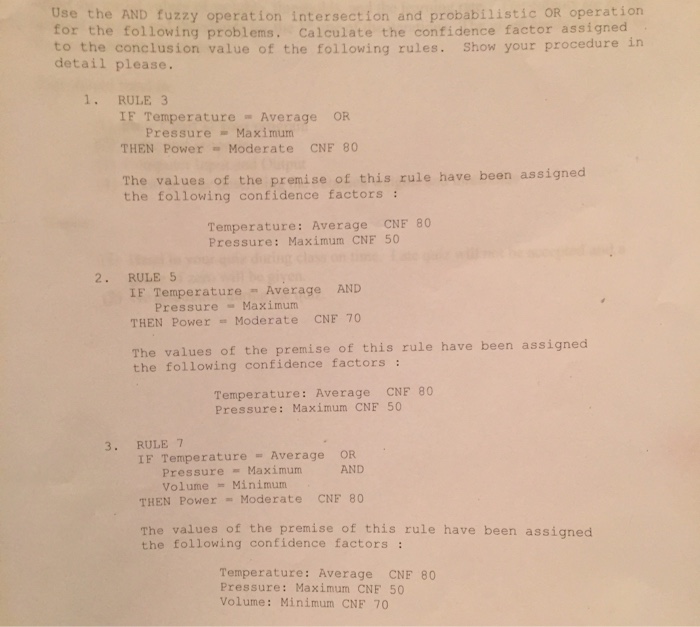 Use the AND fuzzy operation intersection and probabilistic OR operation
for the following problems. Calculate the confidence factor assigned
to the conclusion value of the following rules. Show your procedure in
detail please.
1. RULE 3
IF Temperature = Average OR
Pressure = Maximum
THEN Power = Moderate CNF 80
The values of the premise of this rule have been assigned
the following confidence factors :
Temperature: Average CNF 80
Pressure: Maximum CNF 50
2. RULE 5
IF Temperature = Average AND
Pressure = Maximum
THEN Power = Moderate CNF 70
The values of the premise of this rule have been assigned
the following confidence factors :
Temperature: Average CNF 80
Pressure: Maximum CNF 50
3. RULE 7
IF Temperature = Average OR
Pressure = Maximum AND
Volume = Minimum
THEN Power = Moderate CNF 80
The values of the premise of this rule have been assigned
the following confidence factors :
Temperature: Average CNF 80
Pressure: Maximum CNF 50
Volume: Minimum CNF 70